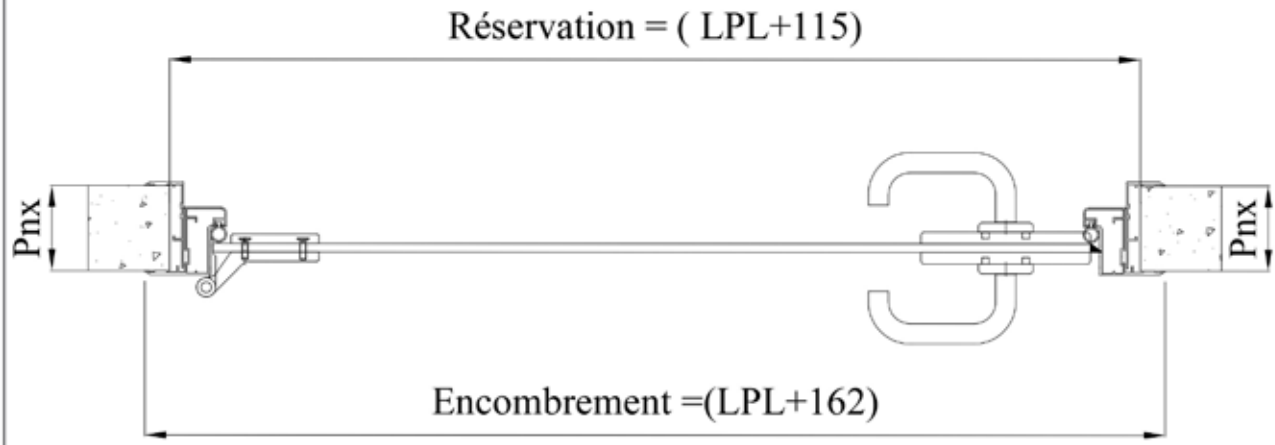 Réservation = ( LPL+115)
Pnx
Pnx
Encombrement =(LPL+162)